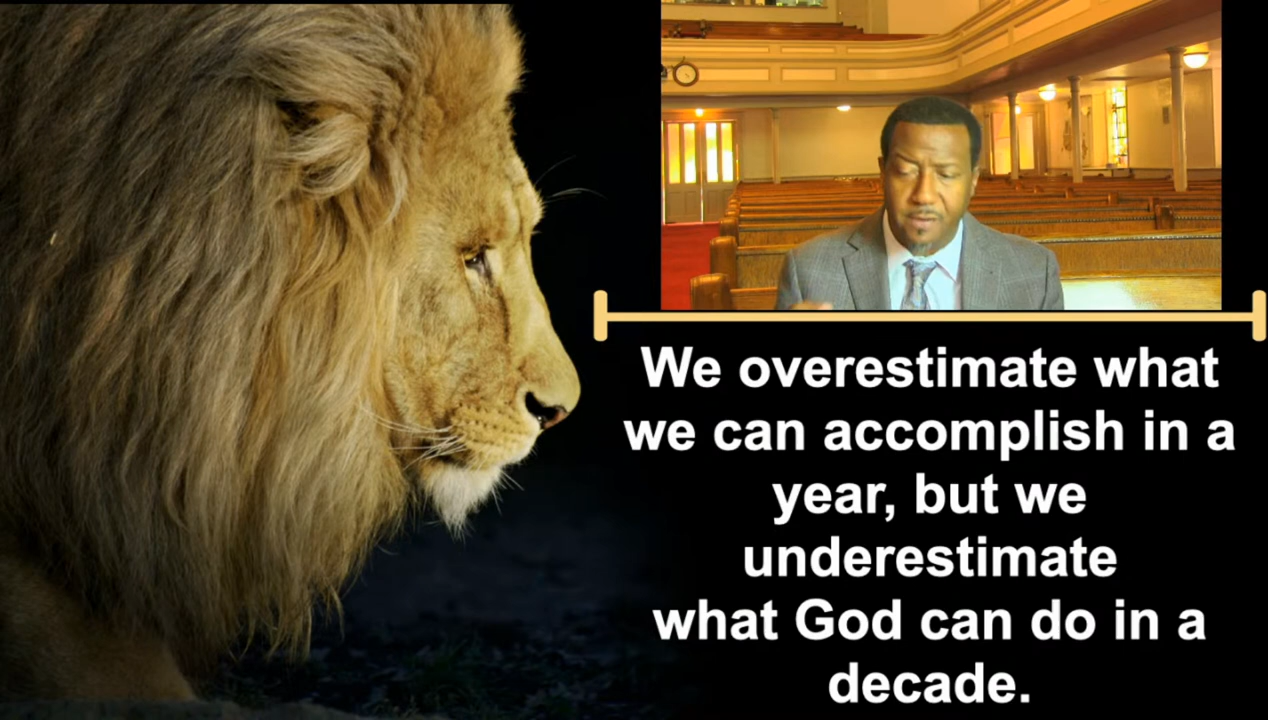 We overestimate what
we can accomplish in a
year, but we
underestimate
what God can do in a
decade.